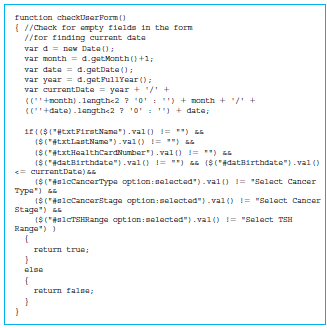 function checkUserForm()
{ //Check for empty fields in the form
//for finding current date
var d = new Date();
var month = d.getMonth()+1;
var date = d.getDate();
var year = d.getFullYear();
var currentDate = year + '/' +
((''+month).length<2 ? '0' : '') + month + '/' +
((''+date).length<2 ? '0' : '') + date;
if(($("#txtFirstName").val() != "") &&
($("#txtLastName").val() != "") &&
($("#txtHealthCardNumber").val() != "") &&
($("#datBirthdate").val() != "") && ($("#datBirthdate").val()
<= currentDate)&&
($("#slcCancerType option:selected").val() != "Select Cancer
Type") &&
($("#slcCancerStage option:selected").val() != "Select Cancer
Stage") &&
($("#slcTSHRange option:selected").val() != "Select TSH
Range") )
{
return true;
}
else
{
return false;
}
}